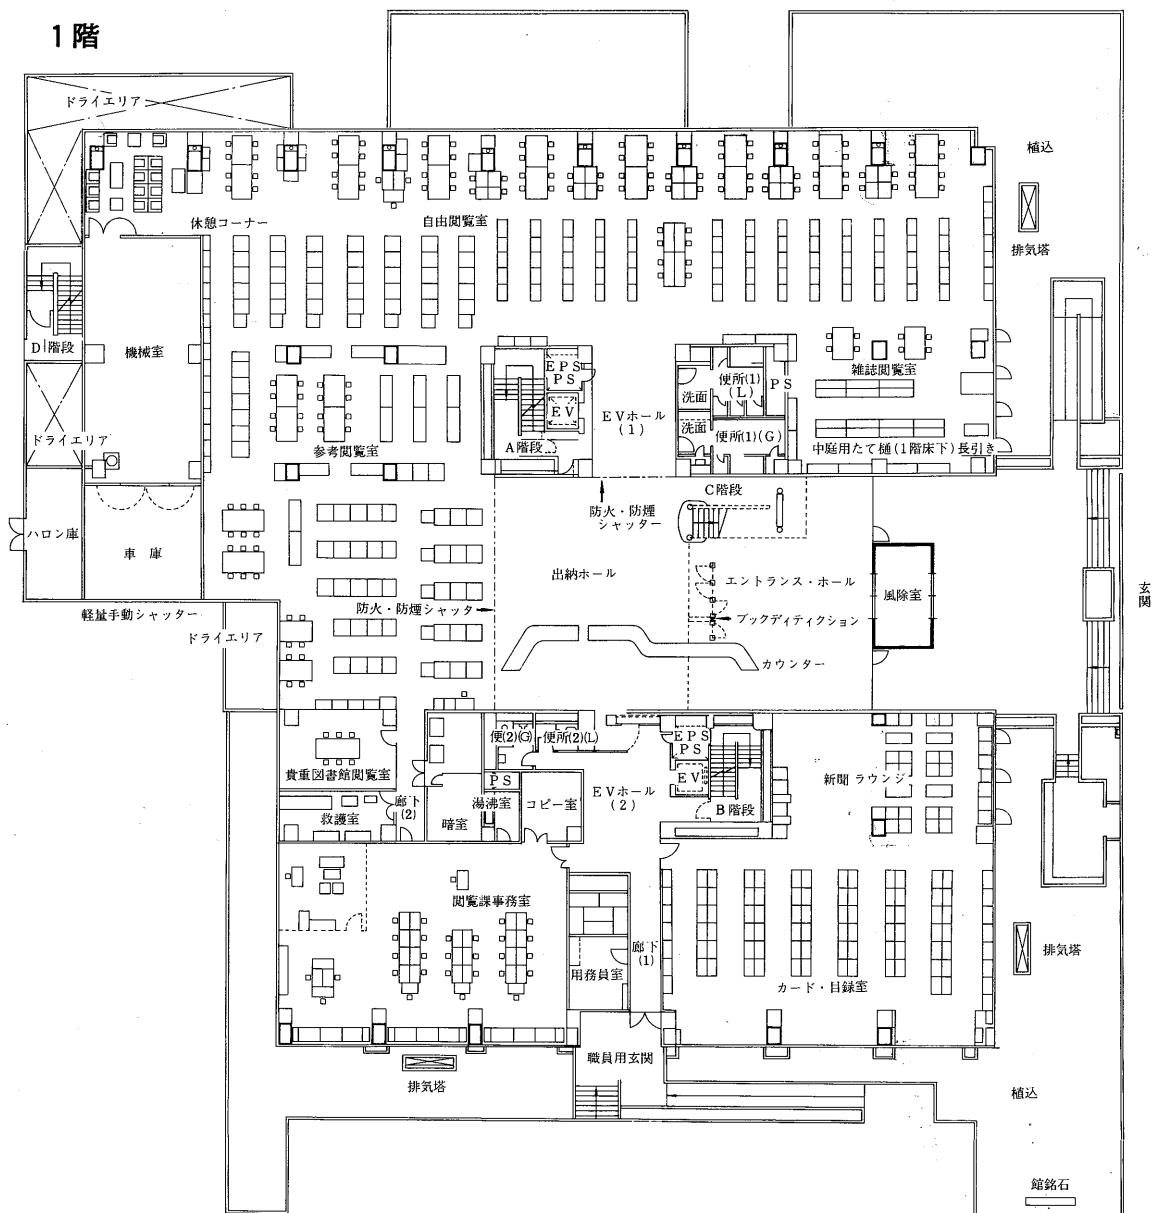 1階
ドライエリア
植込
休憩コーナー
自由閲覧室
排気塔
D階段
機械室
EPS
PS
EV
A階段
EVホール
(1)
洗面
便所(1)
(L)
PS
洗面
便所(1)(G)
雑誌閲覧室
中庭用たて樋(1階床下)長引き
ドライエリア
参考閲覧室
C階段
防火・防煙
シャッター
ハロン庫
車庫
出納ホール
エントランス・ホール
風除室
玄関
軽量手動シャッター
防火・防煙シャッター
ブックディティクション
ドライエリア
カウンター
便(2)(G)
便所(2)(L)
EPS
PS
貴重図書館閲覧室
PS
EV
新聞ラウンジ
廊下
(2)
湯沸室
コピー室
EVホール
(2)
B階段
救護室
暗室
閲覧課事務室
用務員室
廊下
(1)
カード・目録室
排気塔
職員用玄関
排気塔
植込
館銘石